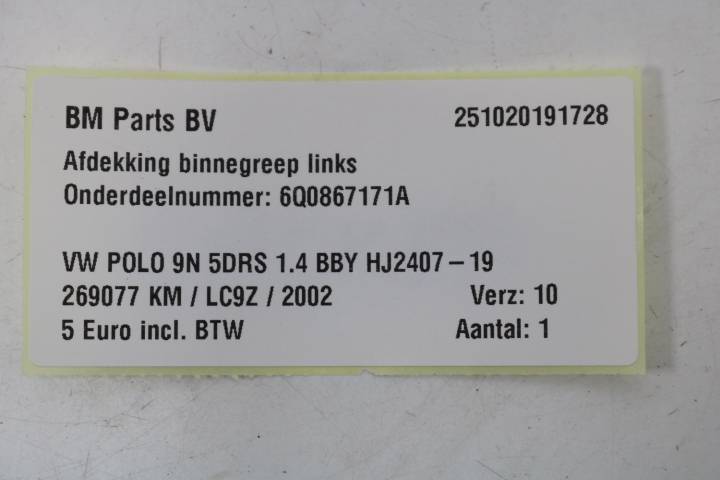 BM Parts BV 251020191728
Afdekking binnegreep links
Onderdeelnummer: 6Q0867171A
VW POLO 9N 5DRS 1.4 BBY HJ2407-19
269077 KM / LC9Z / 2002 Verz: 10
5 Euro incl. BTW Aantal: 1